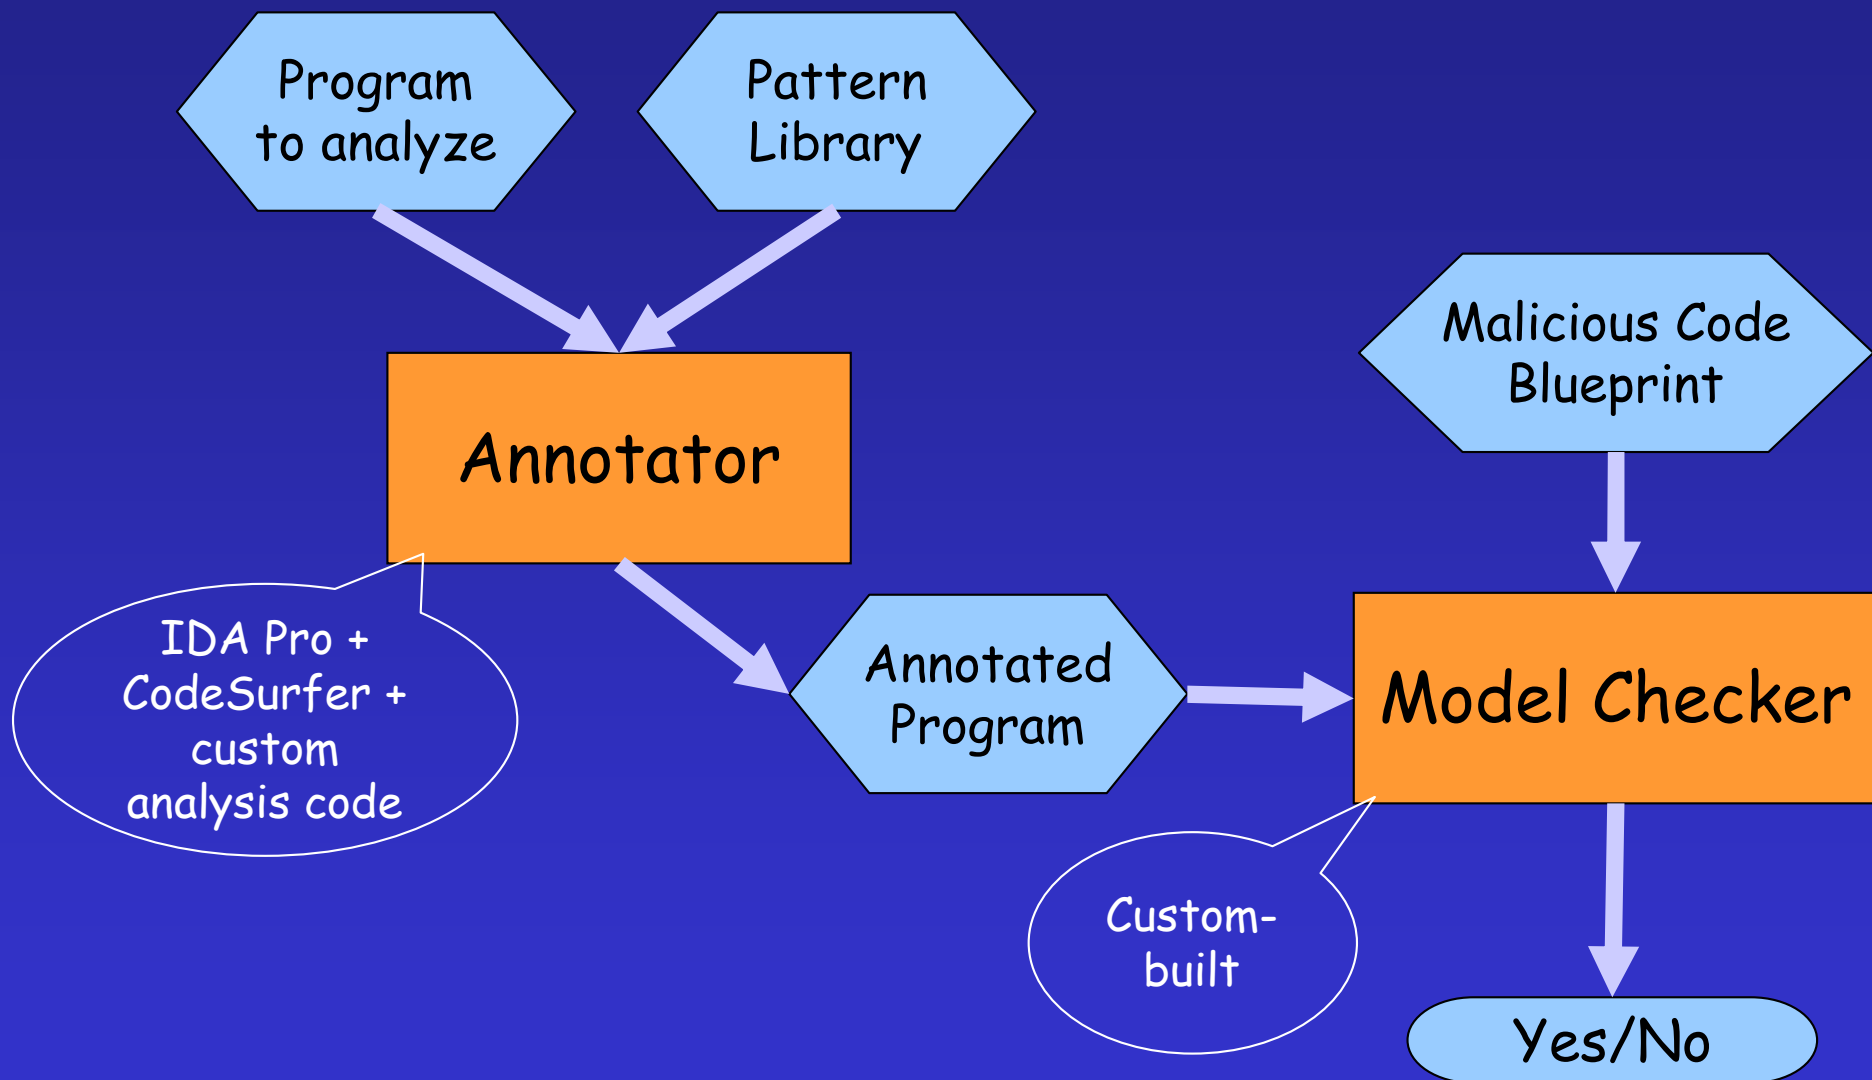 Program
to analyze
Pattern
Library
Malicious Code
Blueprint
Annotator
IDA Pro +
CodeSurfer +
custom
analysis code
Annotated
Program
Model Checker
Custom-
built
Yes/No